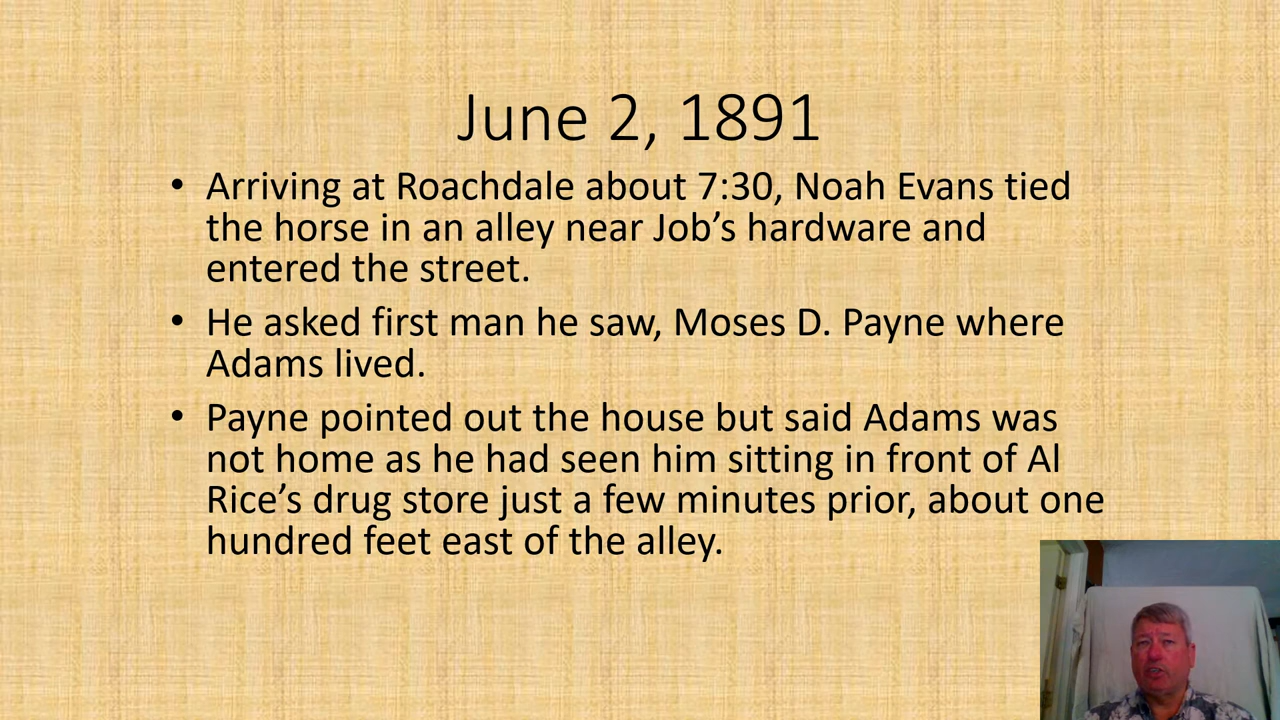 June 2, 1891
• Arriving at Roachdale about 7:30, Noah Evans tied
the horse in an alley near Job’s hardware and
entered the street.
• He asked first man he saw, Moses D. Payne where
Adams lived.
• Payne pointed out the house but said Adams was
not home as he had seen him sitting in front of Al
Rice’s drug store just a few minutes prior, about one
hundred feet east of the alley.